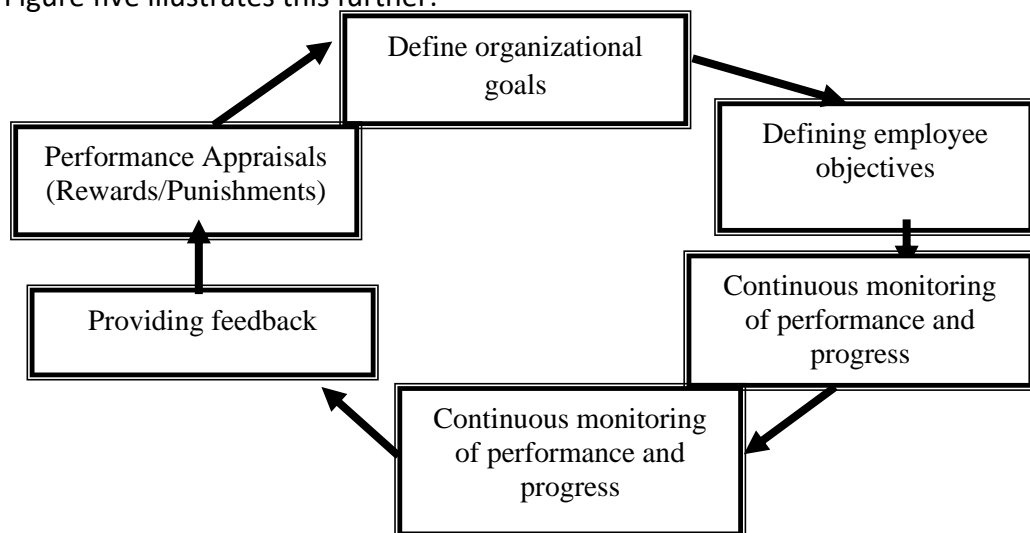 Figure five illustrates this further:
Define organizational
goals
Defining employee
objectives
Continuous monitoring
of performance and
progress
Continuous monitoring
of performance and
progress
Providing feedback
Performance Appraisals
(Rewards/Punishments)